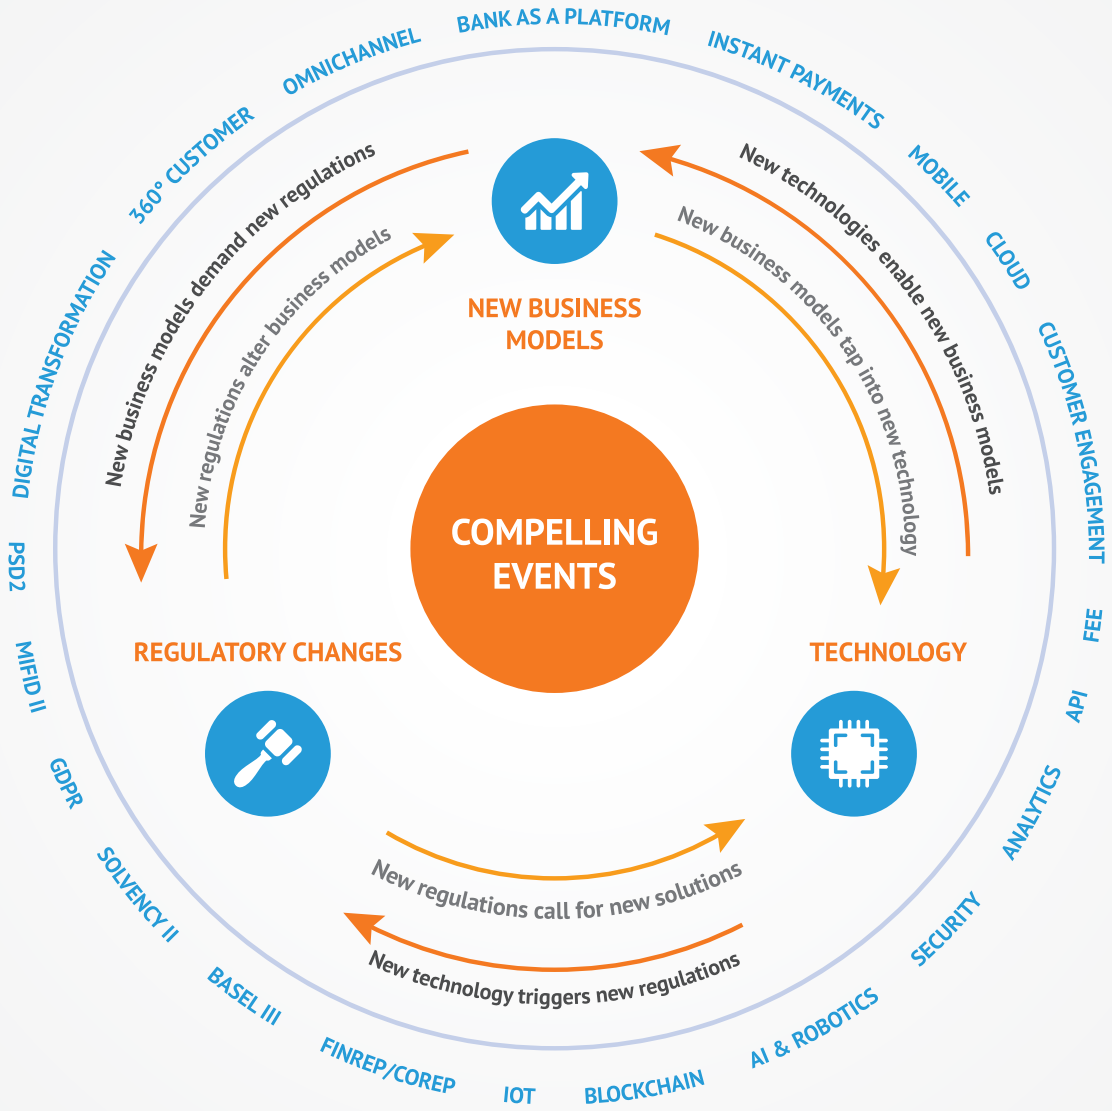 BANK AS A PLATFORM
INSTANT PAYMENTS
MOBILE
CLOUD
CUSTOMER ENGAGEMENT
FEE
API
ANALYTICS
SECURITY
AI & ROBOTICS
BLOCKCHAIN
IOT
FINREP/COREP
BASEL III
SOLVENCY II
GDPR
MIFID II
PSD2
DIGITAL TRANSFORMATION
360° CUSTOMER
OMNICHANNEL
New business models demand new regulations
New regulations alter business models
New technologies enable new business models
New business models tap into new technology
NEW BUSINESS
MODELS
COMPELLING
EVENTS
REGULATORY CHANGES
TECHNOLOGY
New regulations call for new solutions
New technology triggers new regulations